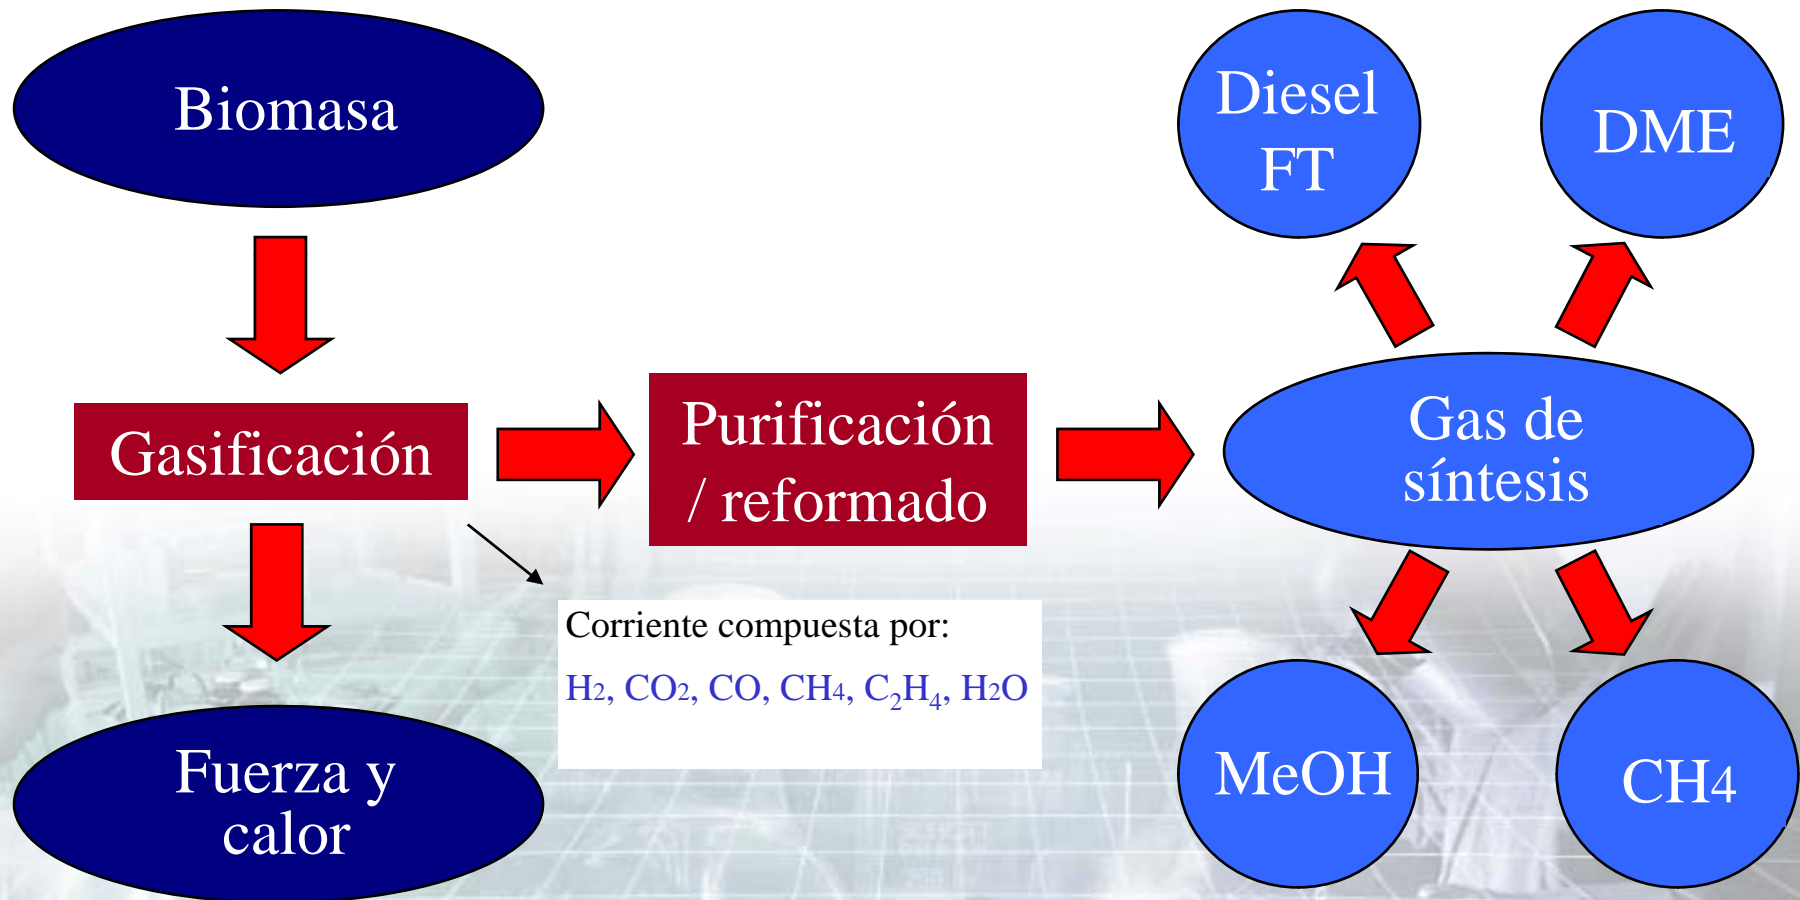 Biomasa
Diesel
FT
DME
Gasificación
Purificación
/ reformado
Gas de
síntesis
Corriente compuesta por:
H2, CO2, CO, CH4, C₂H₄, H2O
Fuerza y
calor
MeOH
CH4